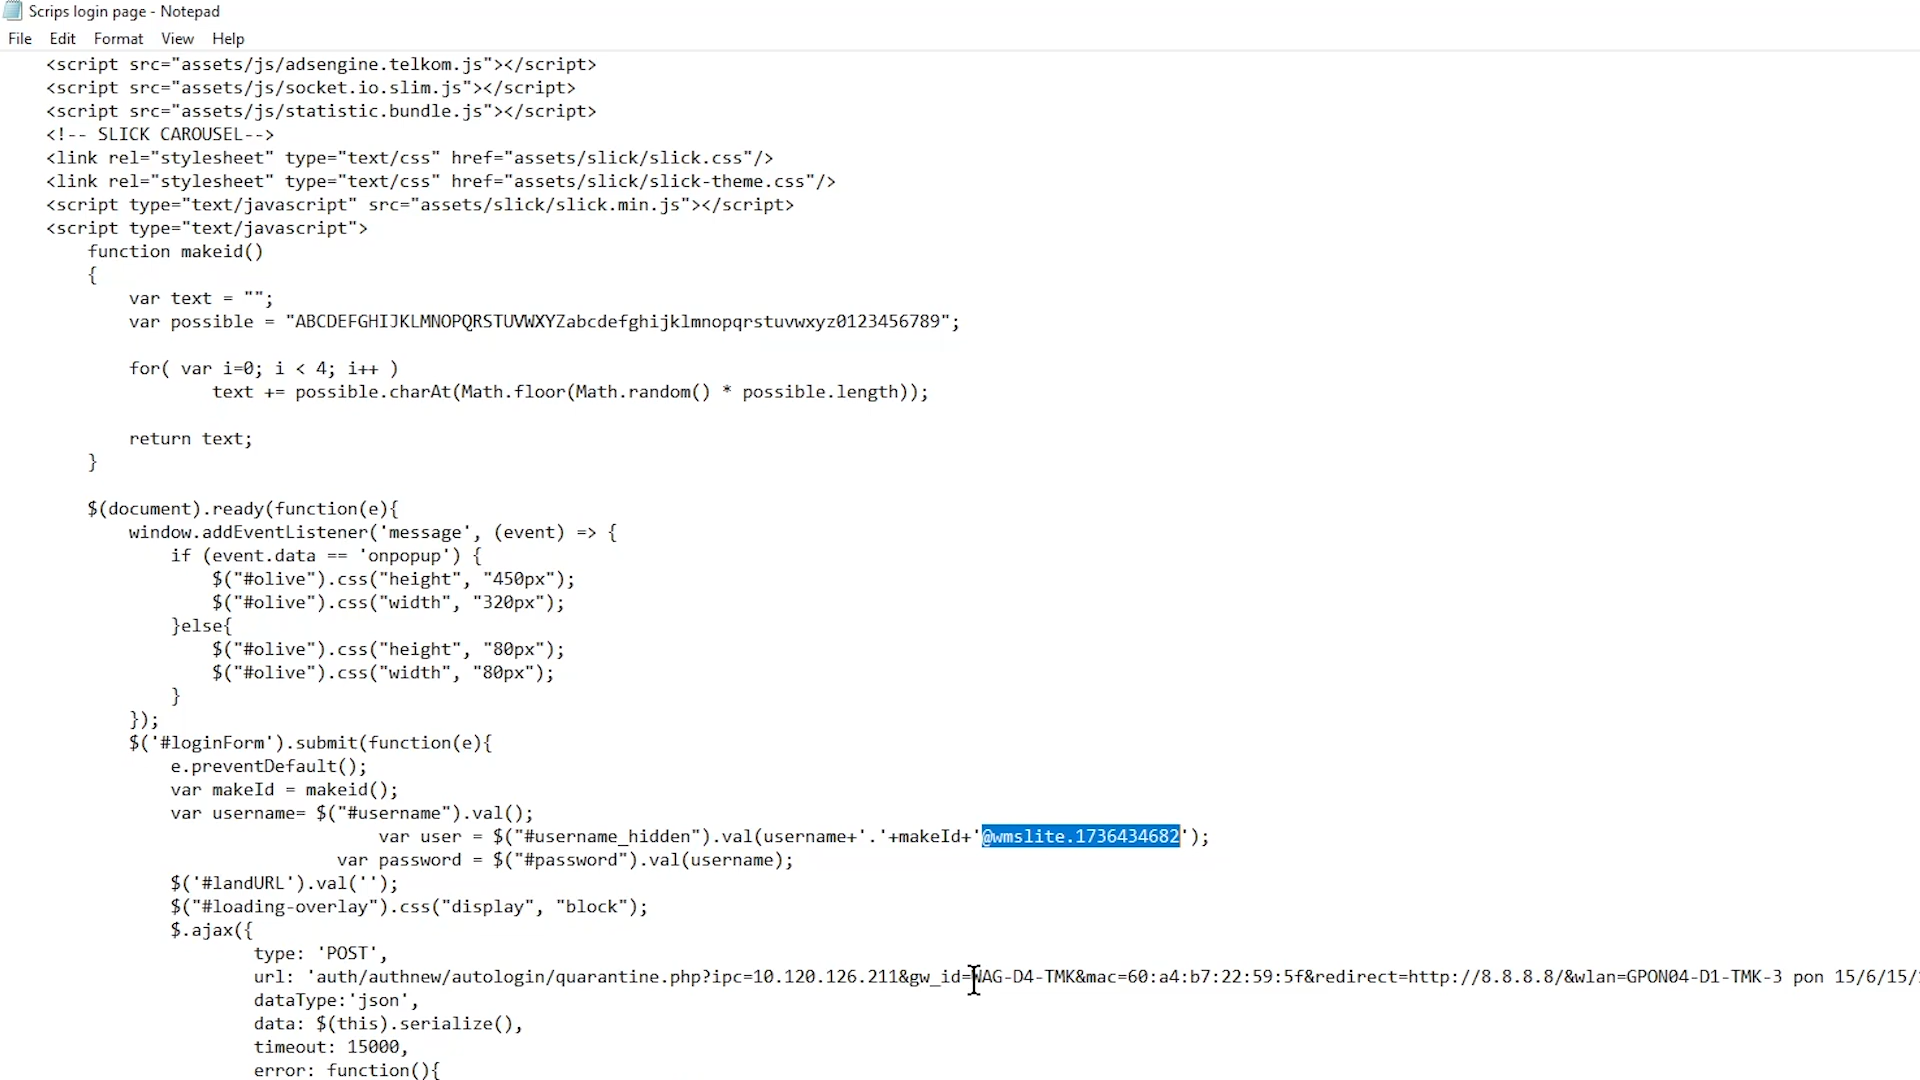 Scrips login page - Notepad
File Edit Format View Help
<script src="assets/js/adsengine.telkom.js"></script>
<script src="assets/js/socket.io.slim.js"></script>
<script src="assets/js/statistic.bundle.js"></script>
<!-- SLICK CAROUSEL-->
<link rel="stylesheet" type="text/css" href="assets/slick/slick.css"/>
<link rel="stylesheet" type="text/css" href="assets/slick/slick-theme.css"/>
<script type="text/javascript" src="assets/slick/slick.min.js"></script>
<script type="text/javascript">
function makeid()
{
var text = "";
var possible = "ABCDEFGHIJKLMNOPQRSTUVWXYZabcdefghijklmnopqrstuvwxyz0123456789";
for( var i=0; i < 4; i++ )
text += possible.charAt(Math.floor(Math.random() * possible.length));
return text;
}
$(document).ready(function(e){
window.addEventListener('message', (event) => {
if (event.data == 'onpopup') {
$("#olive").css("height", "450px");
$("#olive").css("width", "320px");
}else{
$("#olive").css("height", "80px");
$("#olive").css("width", "80px");
}
});
$('#loginForm').submit(function(e){
e.preventDefault();
var makeId = makeid();
var username= $("#username").val();
var user = $("#username_hidden").val(username+'.'+makeId+'@wmslite.1736434682');
var password = $("#password").val(username);
$('#landURL').val('');
$("#loading-overlay").css("display", "block");
$.ajax({
type: 'POST',
url: 'auth/authnew/autologin/quarantine.php?ipc=10.120.126.211&gw_id=WAG-D4-TMK&mac=60:a4:b7:22:59:5f&redirect=http://8.8.8.8/&wlan=GPON04-D1-TMK-3 pon 15/6/15/
dataType:'json',
data: $(this).serialize(),
timeout: 15000,
error: function(){